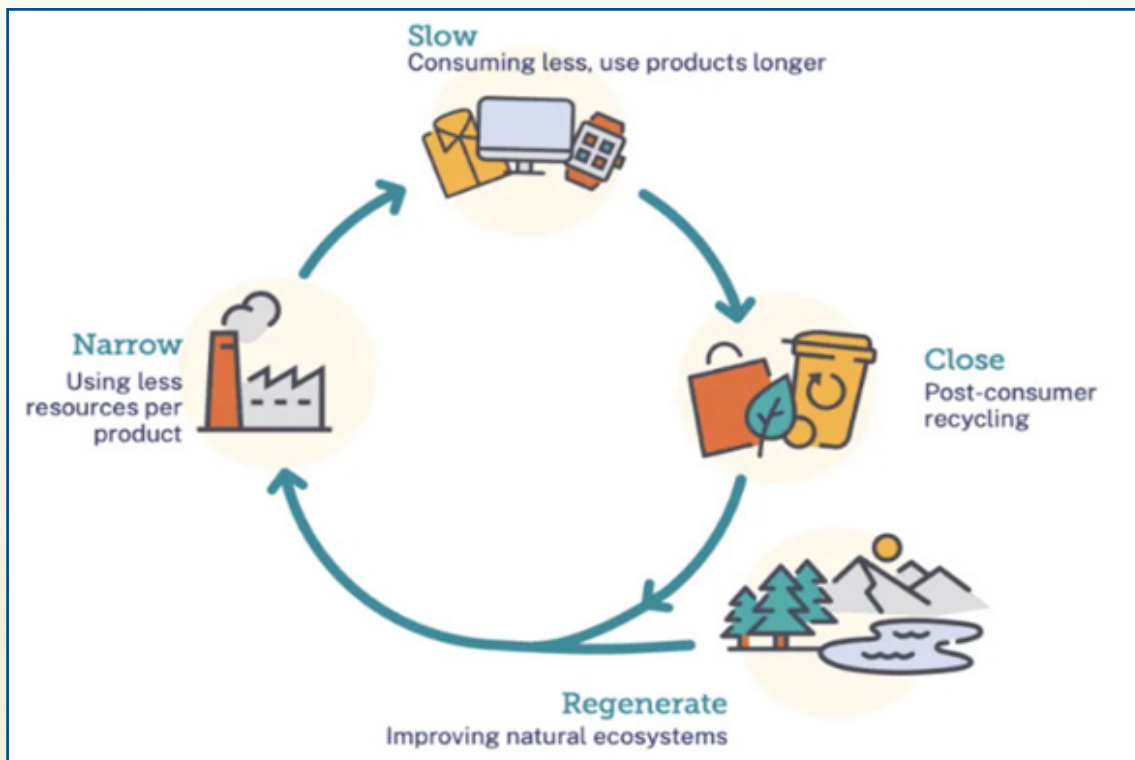 Slow
Consuming less, use products longer
Narrow
Using less
resources per
product
Close
Post-consumer
recycling
Regenerate
Improving natural ecosystems